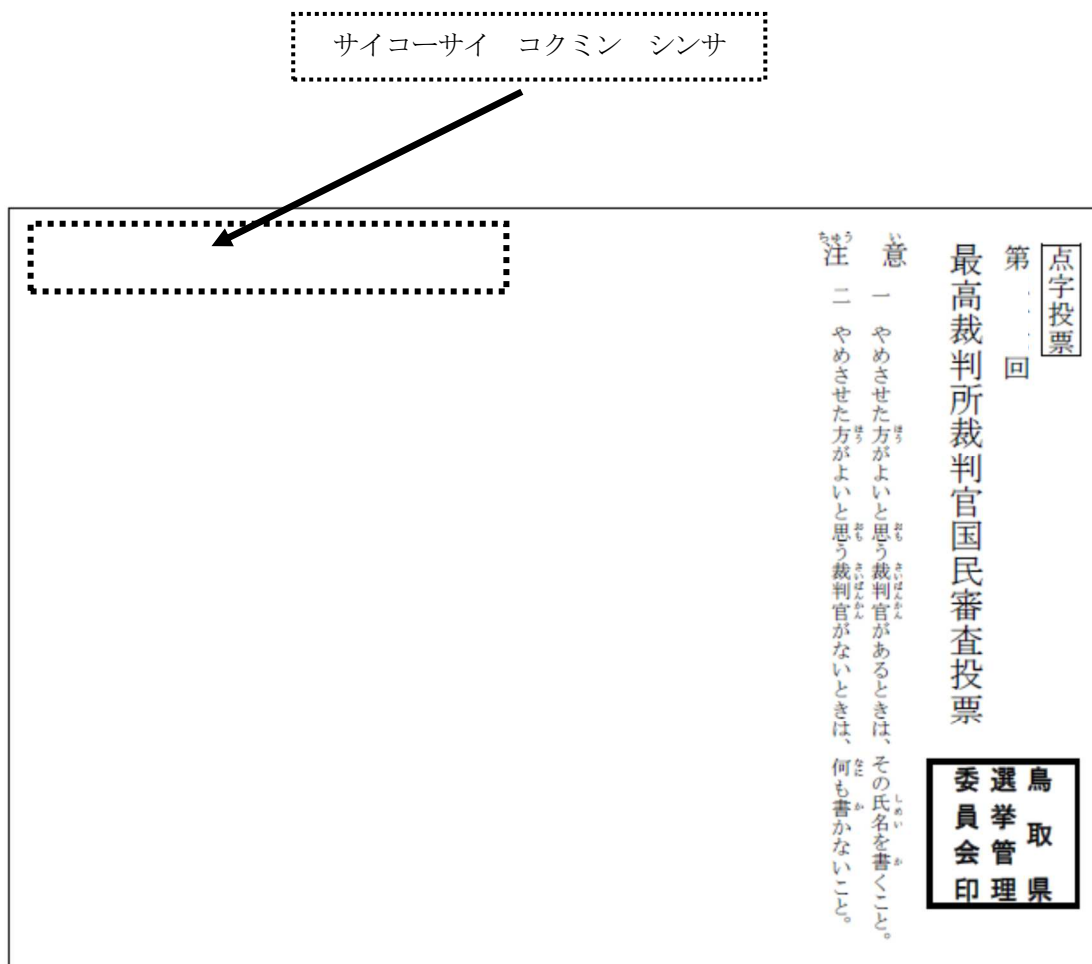 サイコーサイ　コクミン　シンサ
点字投票
第　・・・　回
最高裁判所裁判官国民審査投票
注意
一　やめさせた方がよいと思う裁判官があるときは、その氏名を書くこと。
二　やめさせた方がよいと思う裁判官がないときは、何も書かないこと。
鳥取県
選挙管理
委員会印